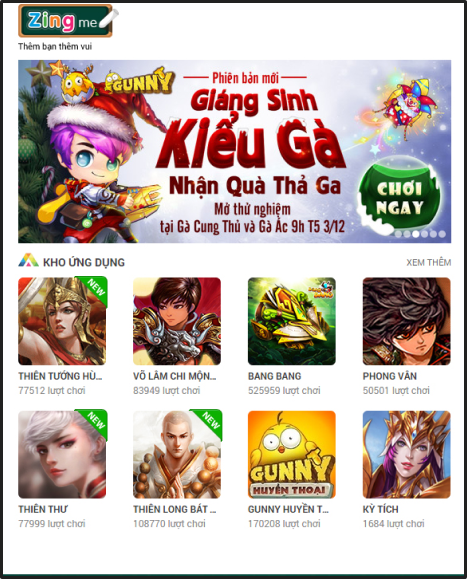 Zing me
Thêm bạn thêm vui
GUNNY
Phiên bản mới
Giáng Sinh
Kiểu Gà
Nhận Quà Thả Ga
Mở thử nghiệm
tại Gà Cung Thủ và Gà Ác 9h T5 3/12
CHƠI
NGAY
KHO ỨNG DỤNG
XEM THÊM
NEW
THIÊN TƯỚNG HÙ...
77512 lượt chơi
VÕ LÂM CHI MỘN...
83949 lượt chơi
BANG BANG
525959 lượt chơi
PHONG VÂN
50501 lượt chơi
NEW
NEW
GUNNY
HUYỀN THOẠI
THIÊN THƯ
77999 lượt chơi
THIÊN LONG BÁT ...
108770 lượt chơi
GUNNY HUYỀN T...
170208 lượt chơi
KỲ TÍCH
1684 lượt chơi